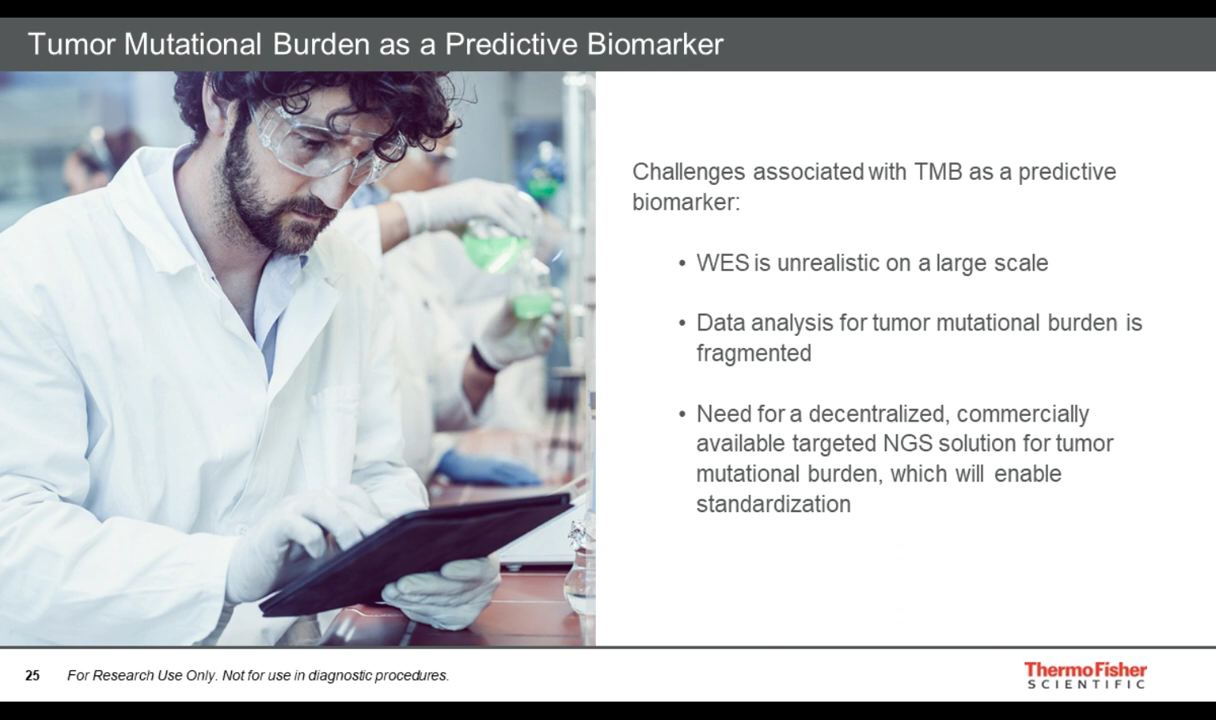 Tumor Mutational Burden as a Predictive Biomarker
Challenges associated with TMB as a predictive
biomarker:
• WES is unrealistic on a large scale
• Data analysis for tumor mutational burden is
fragmented
• Need for a decentralized, commercially
available targeted NGS solution for tumor
mutational burden, which will enable
standardization
25 For Research Use Only. Not for use in diagnostic procedures.
ThermoFisher
SCIENTIFIC